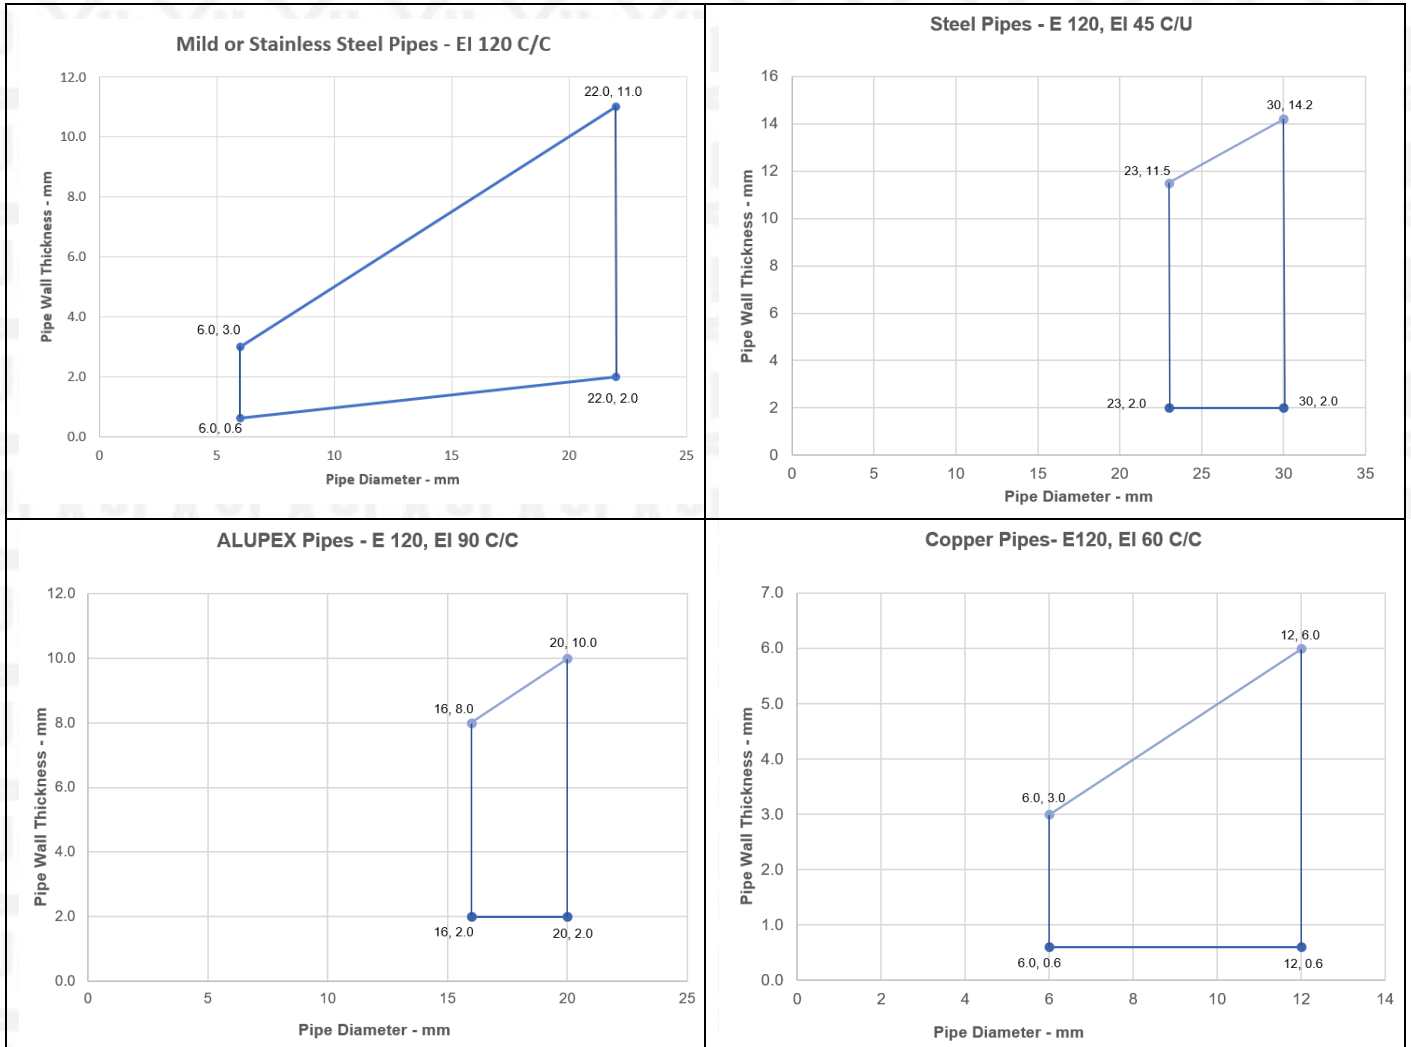 Mild or Stainless Steel Pipes - EI 120 C/C
12.0
10.0
8.0
6.0
4.0
2.0
0.0
Pipe Wall Thickness - mm
22.0, 11.0
6.0, 3.0
22.0, 2.0
6.0, 0.6
0 5 10 15 20 25
Pipe Diameter - mm
Steel Pipes - E 120, EI 45 C/U
16
14
12
10
8
6
4
2
0
Pipe Wall Thickness - mm
30, 14.2
23, 11.5
23, 2.0
30, 2.0
0 5 10 15 20 25 30 35
Pipe Diameter - mm
ALUPEX Pipes - E 120, EI 90 C/C
12.0
10.0
8.0
6.0
4.0
2.0
0.0
Pipe Wall Thickness - mm
20, 10.0
16, 8.0
16, 2.0
20, 2.0
0 5 10 15 20 25
Pipe Diameter - mm
Copper Pipes- E120, EI 60 C/C
7.0
6.0
5.0
4.0
3.0
2.0
1.0
0.0
Pipe Wall Thickness - mm
12, 6.0
6.0, 3.0
6.0, 0.6
12, 0.6
0 2 4 6 8 10 12 14
Pipe Diameter - mm